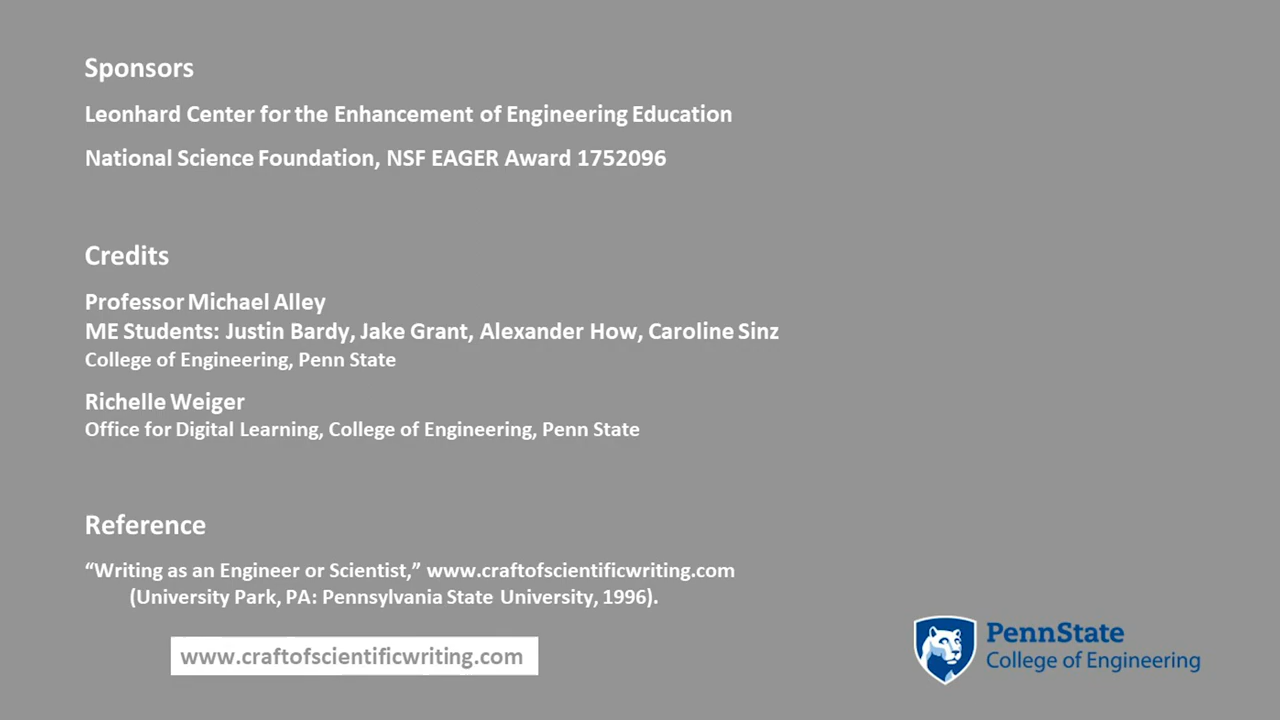 Sponsors
Leonhard Center for the Enhancement of Engineering Education
National Science Foundation, NSF EAGER Award 1752096
Credits
Professor Michael Alley
ME Students: Justin Bardy, Jake Grant, Alexander How, Caroline Sinz
College of Engineering, Penn State
Richelle Weiger
Office for Digital Learning, College of Engineering, Penn State
Reference
“Writing as an Engineer or Scientist,” www.craftofscientificwriting.com
(University Park, PA: Pennsylvania State University, 1996).
www.craftofscientificwriting.com
PennState
College of Engineering